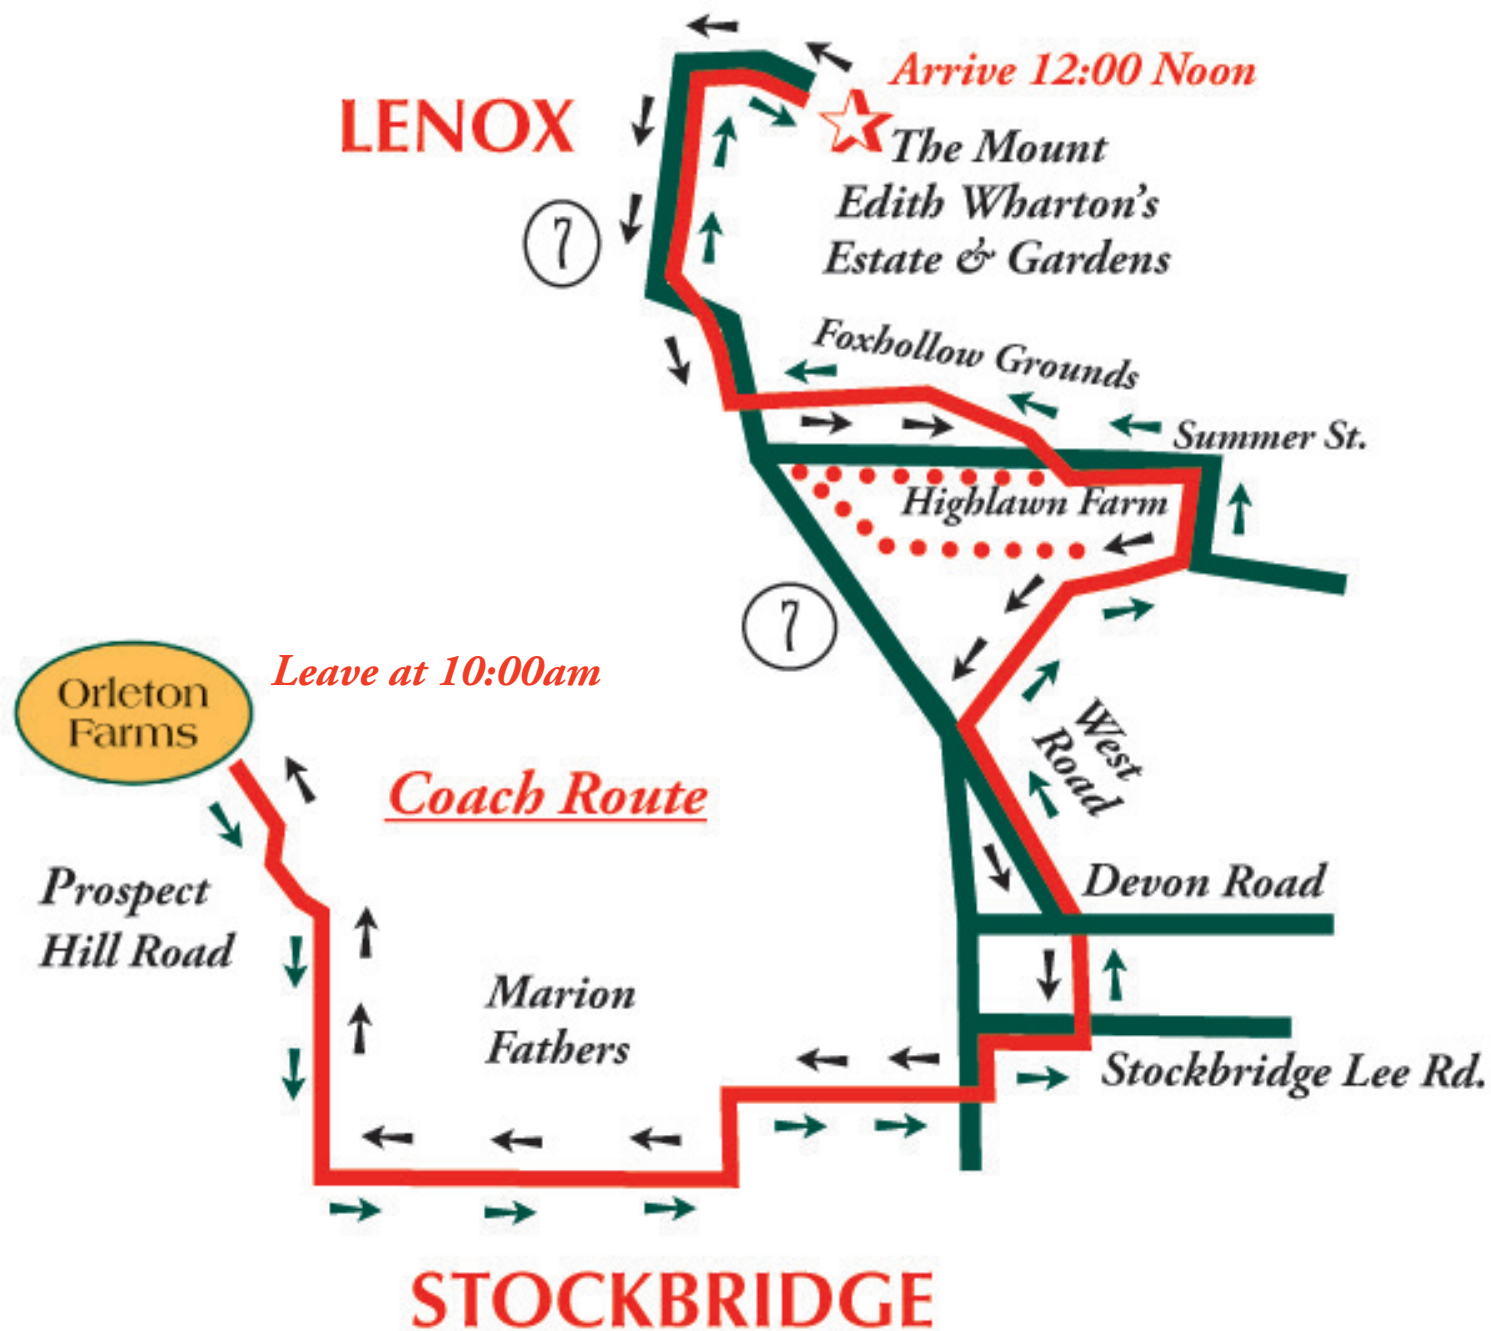 Arrive 12:00 Noon
LENOX
The Mount
Edith Wharton's
Estate & Gardens
7
Foxhollow Grounds
Summer St.
Highlawn Farm
7
Orleton
Farms
Leave at 10:00am
West
Road
Coach Route
Prospect
Hill Road
Devon Road
Marion
Fathers
Stockbridge Lee Rd.
STOCKBRIDGE